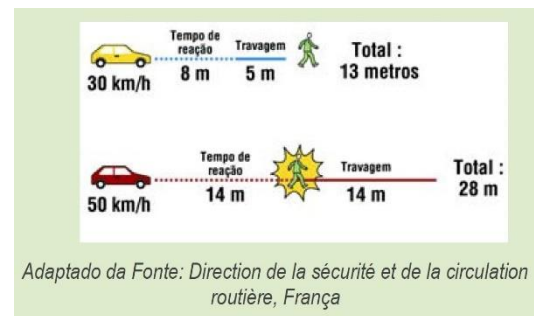 Tempo de
reação
Travagem
Total :
13 metros
8 m
5 m
30 km/h
Tempo de
reação
Travagem
Total :
28 m
14 m
14 m
50 km/h
Adaptado da Fonte: Direction de la sécurité et de la circulation
routière, França